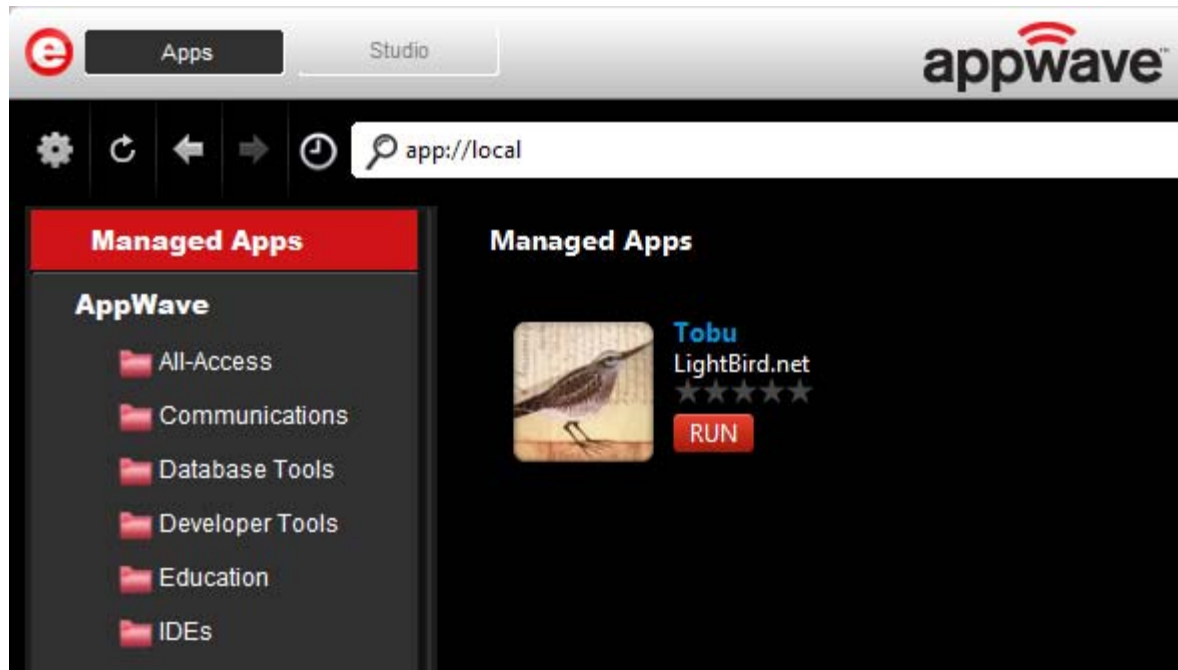 e
Apps
Studio
appwave™
app://local
Managed Apps
AppWave
All-Access
Communications
Database Tools
Developer Tools
Education
IDEs
Managed Apps
Tobu
LightBird.net
RUN